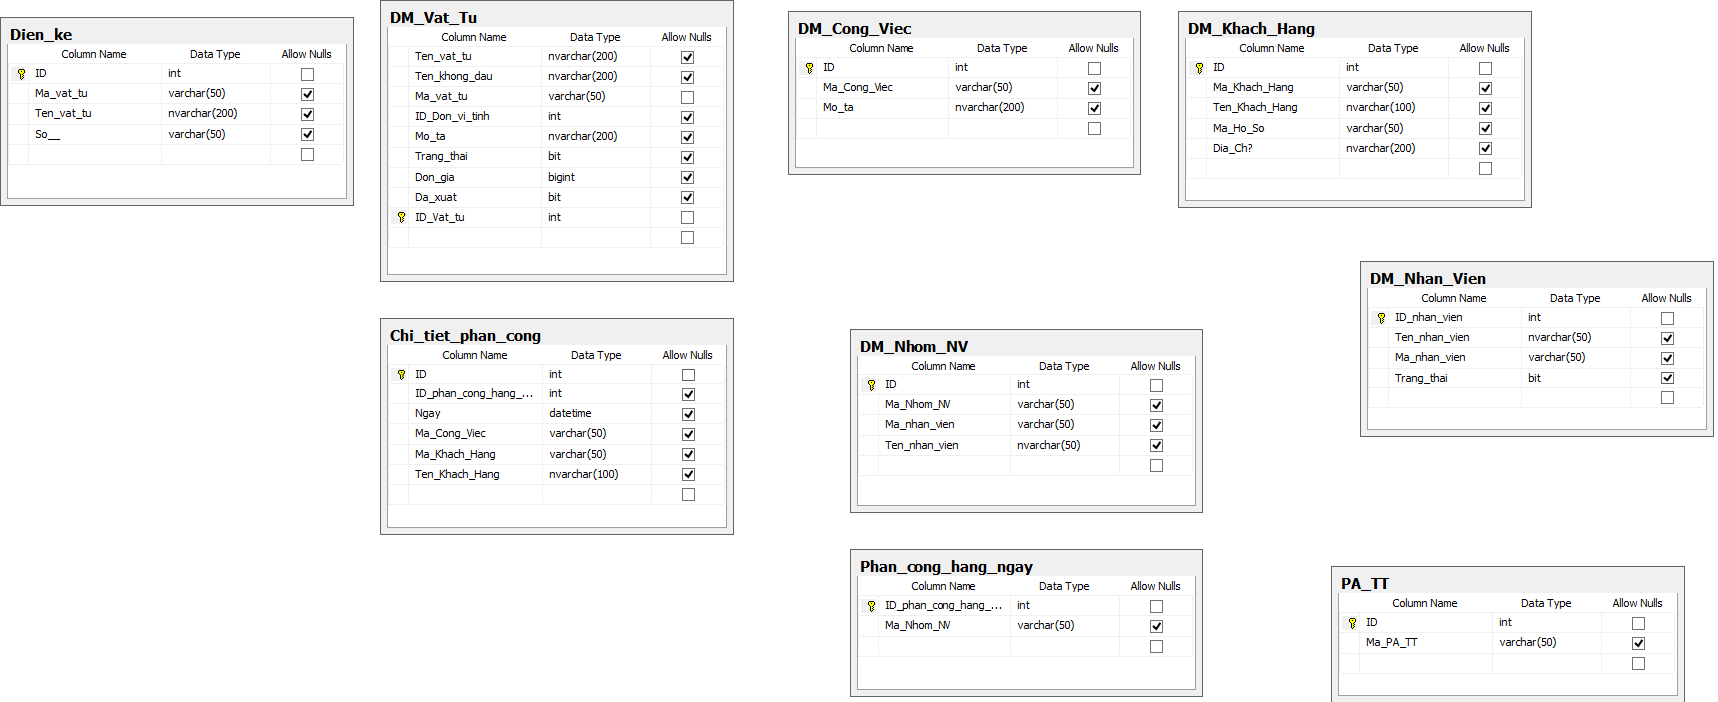 Dien_ke
Column Name Data Type Allow Nulls
ID int
Ma_vat_tu varchar(50)
Ten_vat_tu nvarchar(200)
So__ varchar(50)
DM_Vat_Tu
Column Name Data Type Allow Nulls
Ten_vat_tu nvarchar(200)
Ten_khong_dau nvarchar(200)
Ma_vat_tu varchar(50)
ID_Don_vi_tinh int
Mo_ta nvarchar(200)
Trang_thai bit
Don_gia bigint
Da_xuat bit
ID_Vat_tu int
DM_Cong_Viec
Column Name Data Type Allow Nulls
ID int
Ma_Cong_Viec varchar(50)
Mo_ta nvarchar(200)
DM_Khach_Hang
Column Name Data Type Allow Nulls
ID int
Ma_Khach_Hang varchar(50)
Ten_Khach_Hang nvarchar(100)
Ma_Ho_So varchar(50)
Dia_Ch? nvarchar(200)
DM_Nhan_Vien
Column Name Data Type Allow Nulls
ID_nhan_vien int
Ten_nhan_vien nvarchar(50)
Ma_nhan_vien varchar(50)
Trang_thai bit
Chi_tiet_phan_cong
Column Name Data Type Allow Nulls
ID int
ID_phan_cong_hang_... int
Ngay datetime
Ma_Cong_Viec varchar(50)
Ma_Khach_Hang varchar(50)
Ten_Khach_Hang nvarchar(100)
DM_Nhom_NV
Column Name Data Type Allow Nulls
ID int
Ma_Nhom_NV varchar(50)
Ma_nhan_vien varchar(50)
Ten_nhan_vien nvarchar(50)
Phan_cong_hang_ngay
Column Name Data Type Allow Nulls
ID_phan_cong_hang_... int
Ma_Nhom_NV varchar(50)
PA_TT
Column Name Data Type Allow Nulls
ID int
Ma_PA_TT varchar(50)